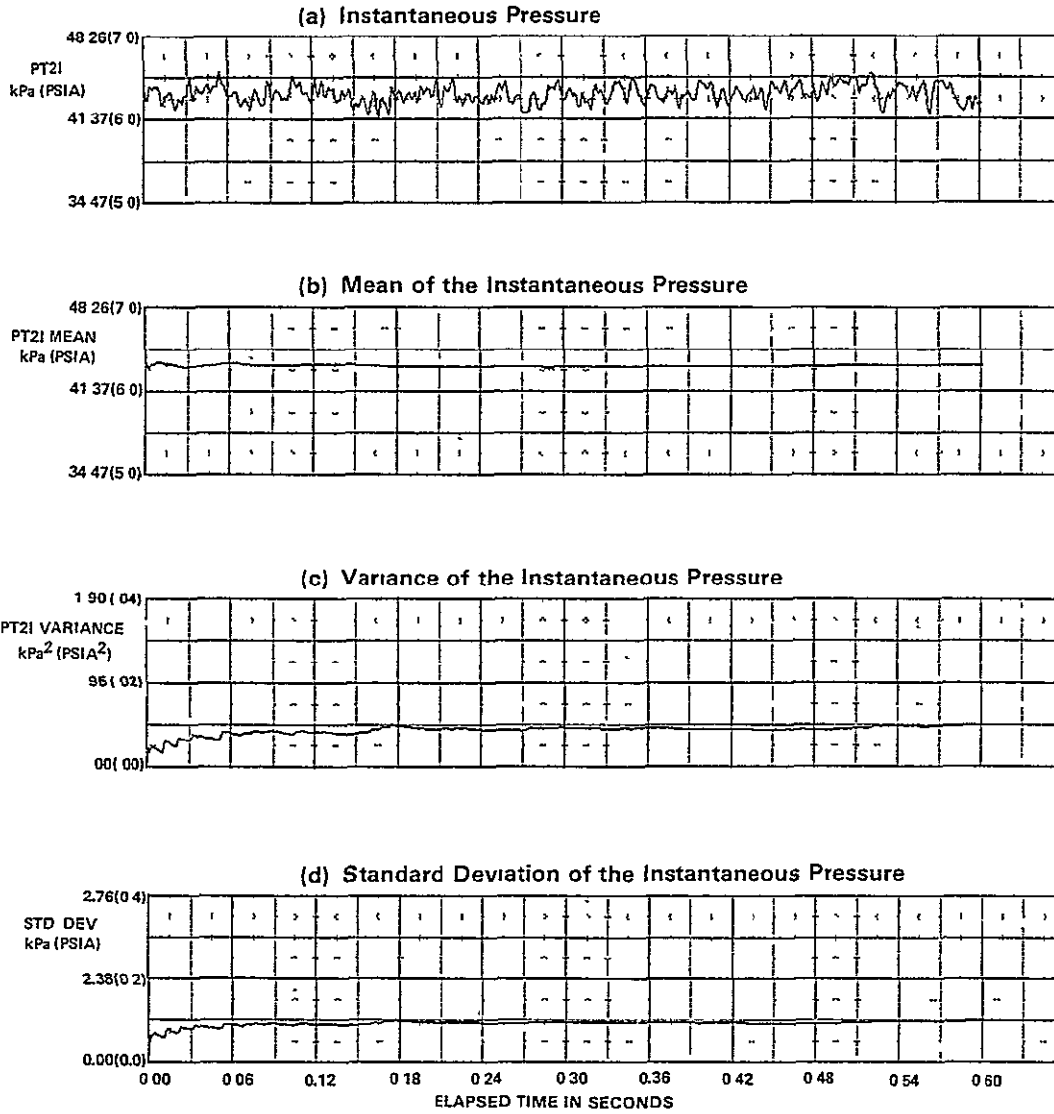 (a) Instantaneous Pressure
48 26(7 0)
PT2I
kPa (PSIA)
41 37(6 0)
34 47(5 0)
(b) Mean of the Instantaneous Pressure
48 26(7 0)
PT2I MEAN
kPa (PSIA)
41 37(6 0)
34 47(5 0)
(c) Variance of the Instantaneous Pressure
1 90 ( 04)
PT2I VARIANCE
kPa2 (PSIA2)
95 ( 02)
00( 00)
(d) Standard Deviation of the Instantaneous Pressure
2.76(0 4)
STD DEV
kPa (PSIA)
2.38(0 2)
0.00(0.0)
0 00 0 06 0.12 0 18 0.24 0 30 0 36 0 42 0 48 0 54 0 60
ELAPSED TIME IN SECONDS